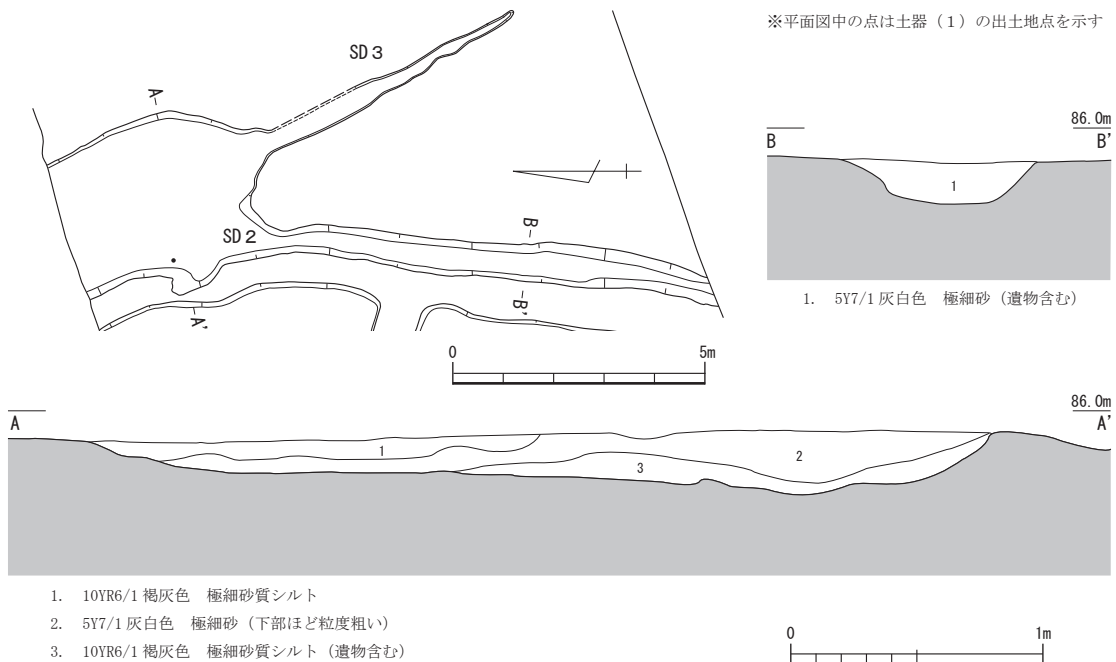 ※平面図中の点は土器（１）の出土地点を示す
SD３
A
B
SD２
A’
B’
0 5m
86.0m
B B’
1
1. 5Y7/1 灰白色 極細砂（遺物含む）
86.0m
A A’
1 2 3
1. 10YR6/1 褐灰色 極細砂質シルト
2. 5Y7/1 灰白色 極細砂（下部ほど粒度粗い）
3. 10YR6/1 褐灰色 極細砂質シルト（遺物含む）
0 1m